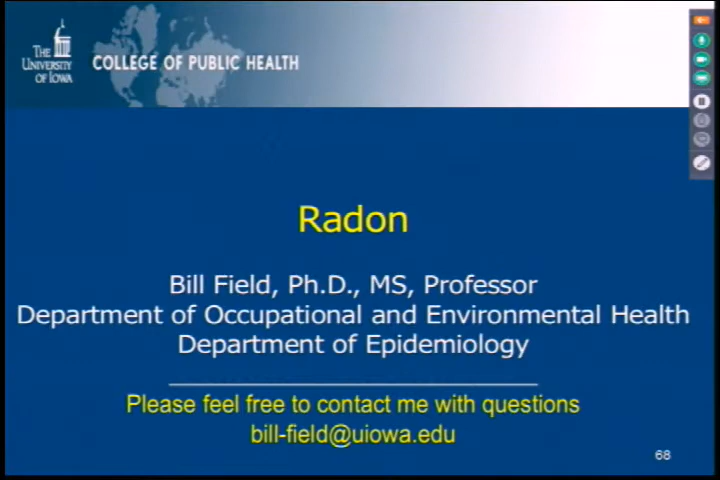 THE
UNIVERSITY
OF IOWA
COLLEGE OF PUBLIC HEALTH
Radon
Bill Field, Ph.D., MS, Professor
Department of Occupational and Environmental Health
Department of Epidemiology
Please feel free to contact me with questions
bill-field@uiowa.edu
68